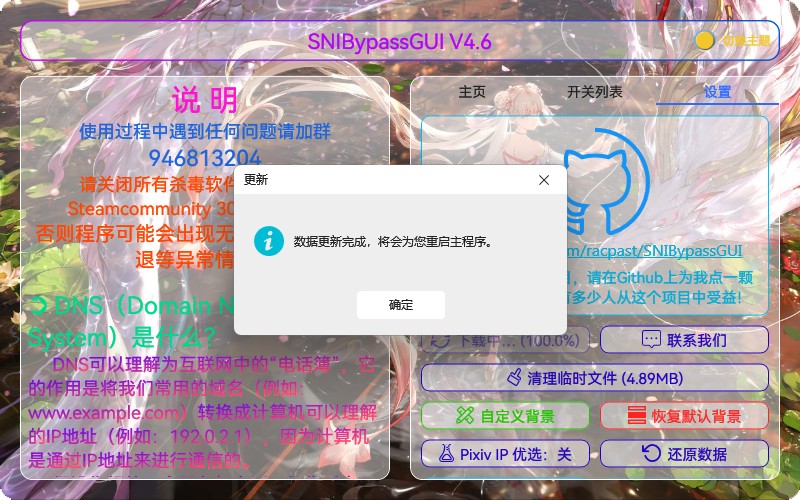 SNIBypassGUI V4.6
切换主题
说 明
使用过程中遇到任何问题请加群
946813204
请关闭所有杀毒软件
Steamcommunity 30
否则程序可能会出现无
退等异常情
DNS（Domain N
System）是什么？
DNS可以理解为互联网中的“电话簿”，它
的作用是将我们常用的域名（例如:
www.example.com）转换成计算机可以理解
的IP地址（例如：192.0.2.1），因为计算机
是通过IP地址来进行通信的。
主页
开关列表
设置
m/racpast/SNIBypassGUI
，请在Github上为我点一颗
有多少人从这个项目中受益!
下载中... (100.0%)
联系我们
清理临时文件 (4.89MB)
自定义背景
恢复默认背景
Pixiv IP 优选：关
还原数据
更新
数据更新完成，将会为您重启主程序。
确定